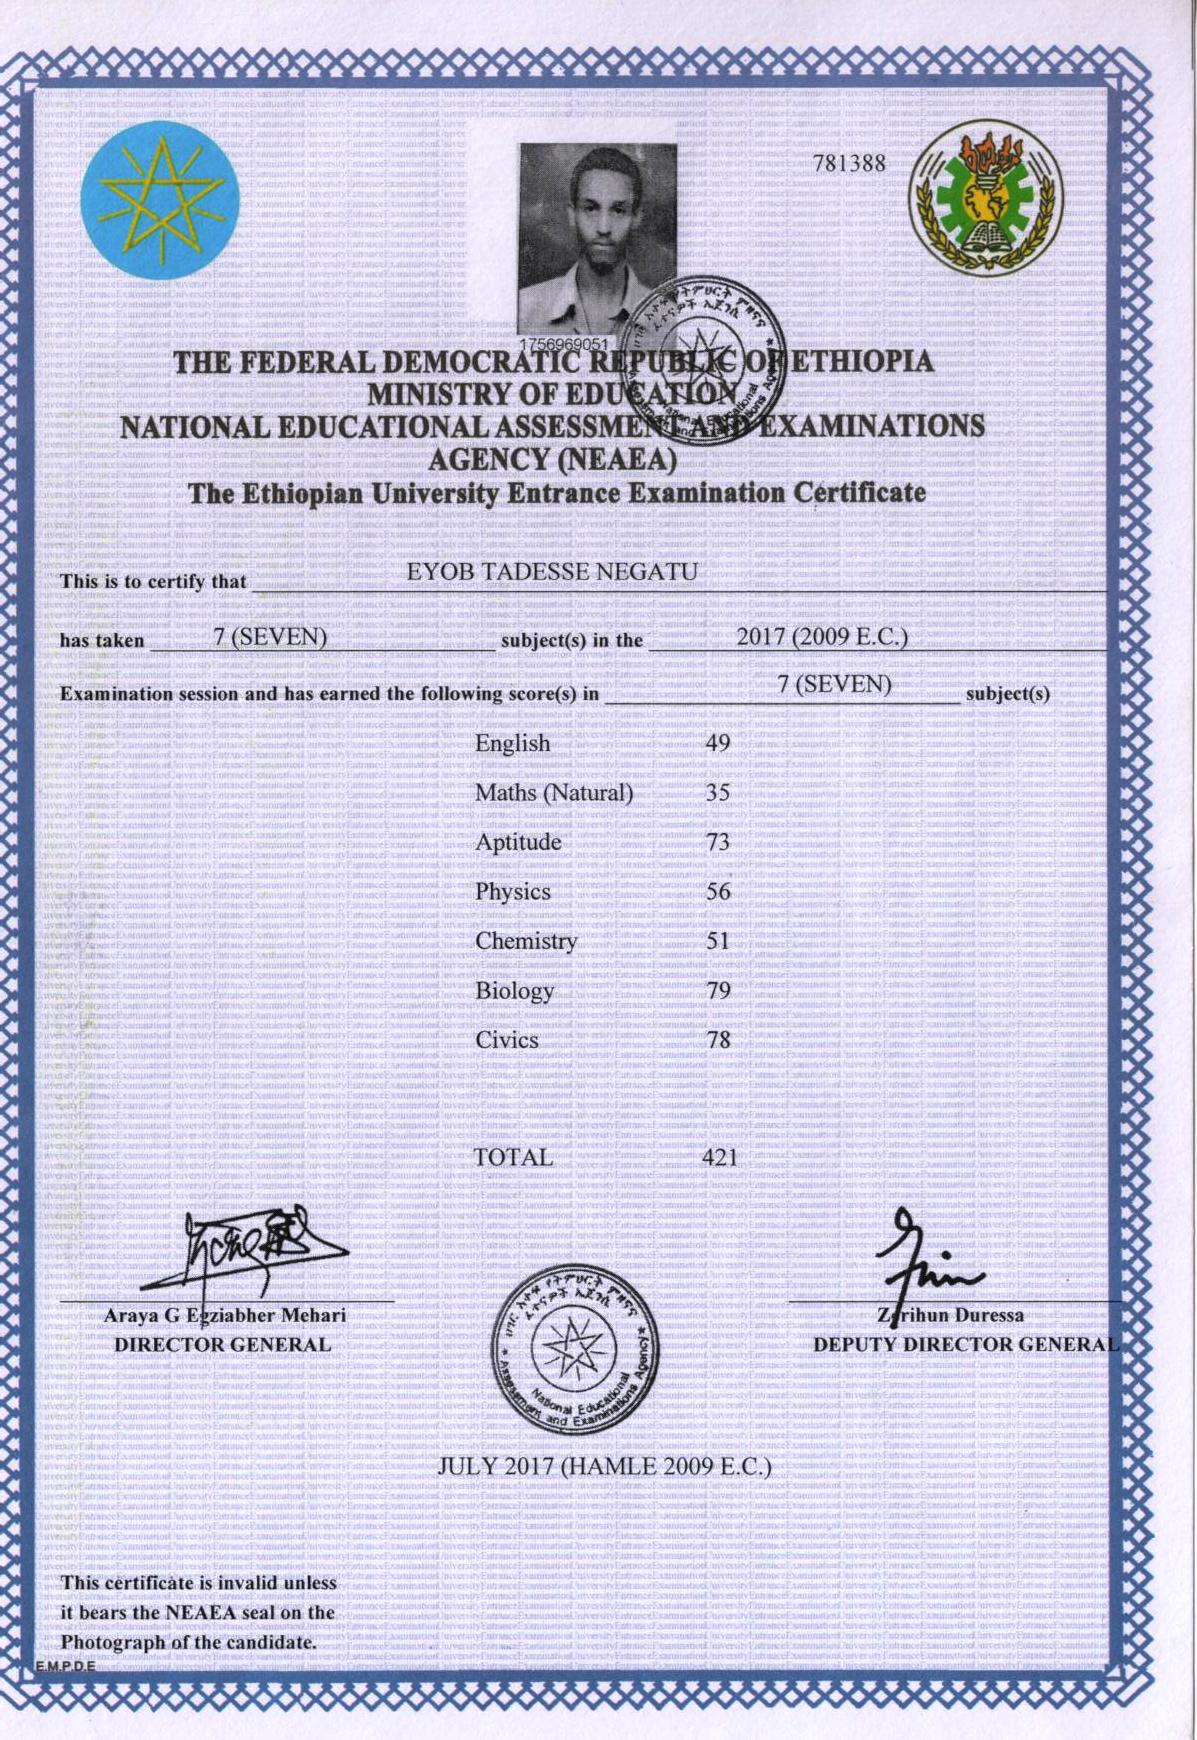 781388
1756969051
THE FEDERAL DEMOCRATIC REPUBLIC OF ETHIOPIA
MINISTRY OF EDUCATION
NATIONAL EDUCATIONAL ASSESSMENT AND EXAMINATIONS
AGENCY (NEAEA)
The Ethiopian University Entrance Examination Certificate
This is to certify that EYOB TADESSE NEGATU
has taken 7 (SEVEN) subject(s) in the 2017 (2009 E.C.)
Examination session and has earned the following score(s) in 7 (SEVEN) subject(s)
English 49
Maths (Natural) 35
Aptitude 73
Physics 56
Chemistry 51
Biology 79
Civics 78
TOTAL 421
Araya G Egziabher Mehari
DIRECTOR GENERAL
Zerihun Duressa
DEPUTY DIRECTOR GENERAL
National Educational
Assessment and Examinations Agency
JULY 2017 (HAMLE 2009 E.C.)
This certificate is invalid unless
it bears the NEAEA seal on the
Photograph of the candidate.
E.M.P.D.E